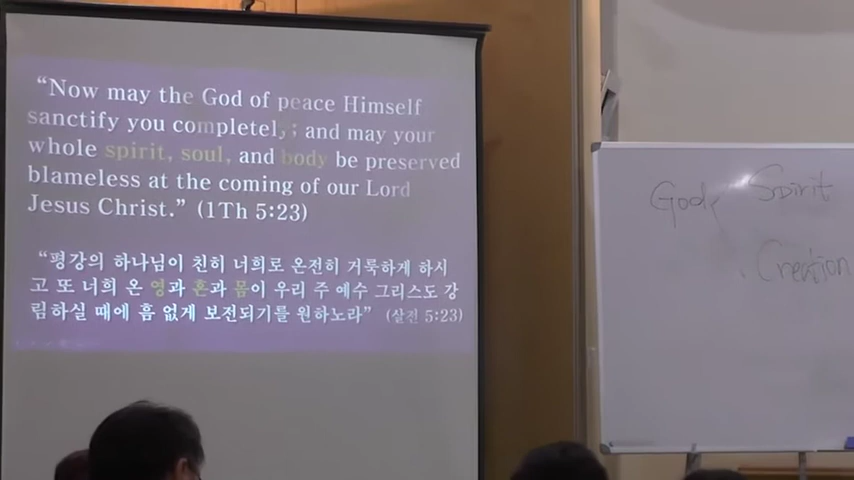 “Now may the God of peace Himself
sanctify you completel,; and may your
whole spirit, soul, and body be preserved
blameless at the coming of our Lord
Jesus Christ.” (1Th 5:23)
“평강의 하나님이 친히 너희로 온전히 거룩하게 하시
고 또 너희 온 영과 혼과 몸이 우리 주 예수 그리스도 강
림하실 때에 흠 없게 보전되기를 원하노라” (살전 5:23)
God Spirit
Creation